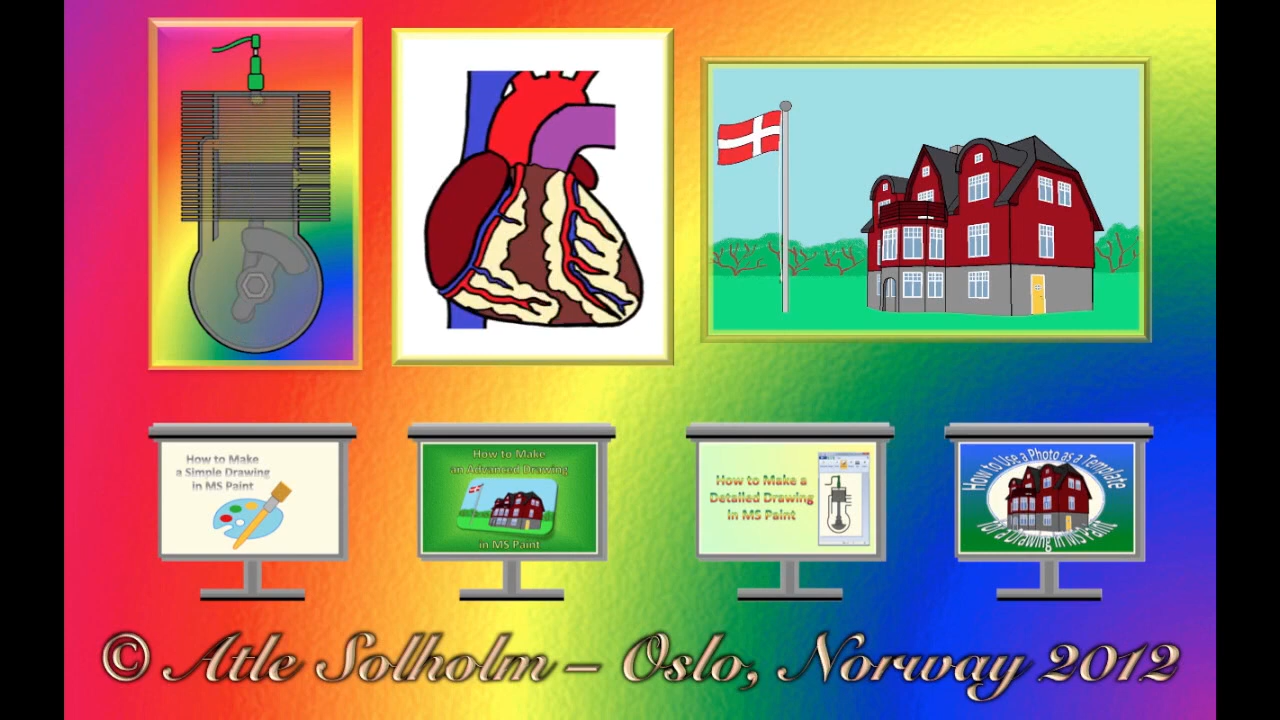 How to Make
a Simple Drawing
in MS Paint
How to Make
an Advanced Drawing
in MS Paint
How to Make a
Detailed Drawing
in MS Paint
How to Use a Photo as a Template
for a Drawing in MS Paint
© Atle Solholm – Oslo, Norway 2012